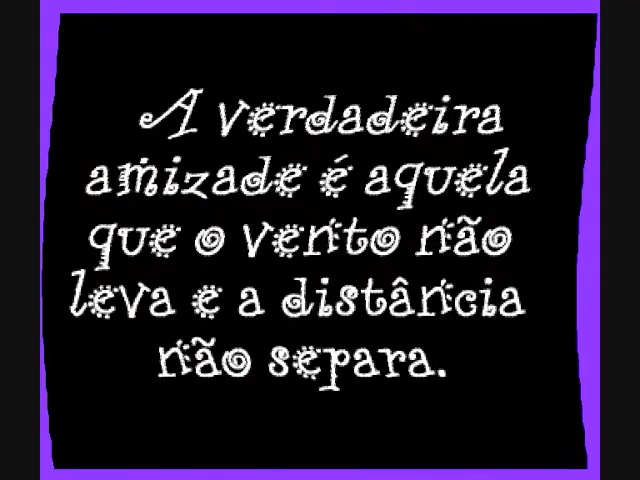 A verdadeira
amizade é aquela
que o vento não
leva e a distância
não separa.